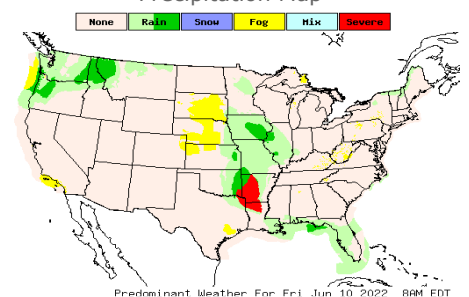 Precipitation Map
None Rain Snow Fog Mix Severe
Predominant Weather For Fri Jun 10 2022 8AM EDT